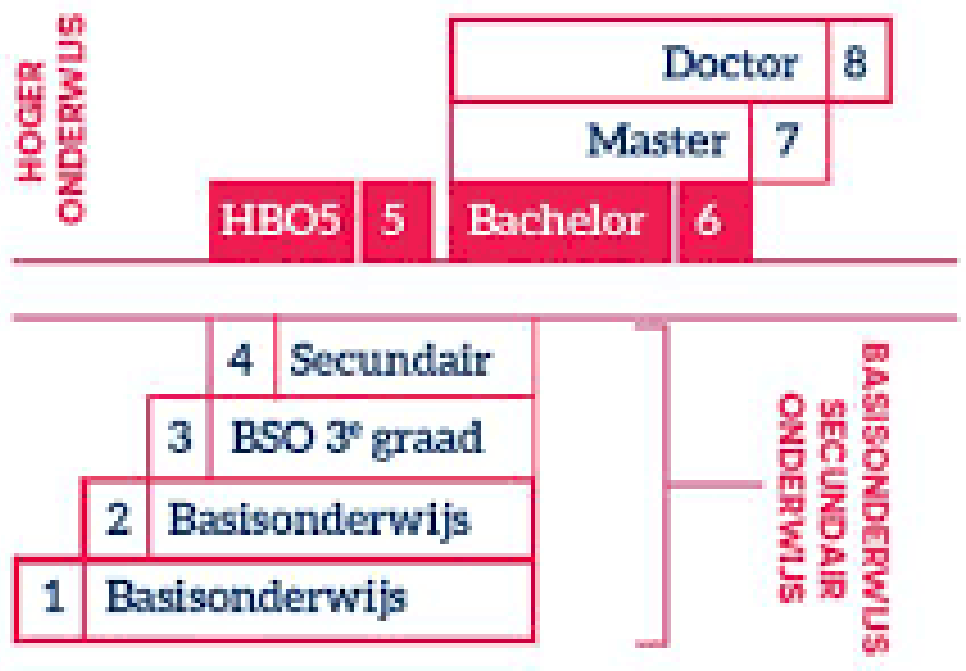 HOGER
ONDERWIJS
Doctor 8
Master 7
HBO5 5 Bachelor 6
4 Secundair
3 BSO 3ᵉ graad
2 Basisonderwijs
1 Basisonderwijs
BASISONDERWIJS
SECUNDAIR
ONDERWIJS